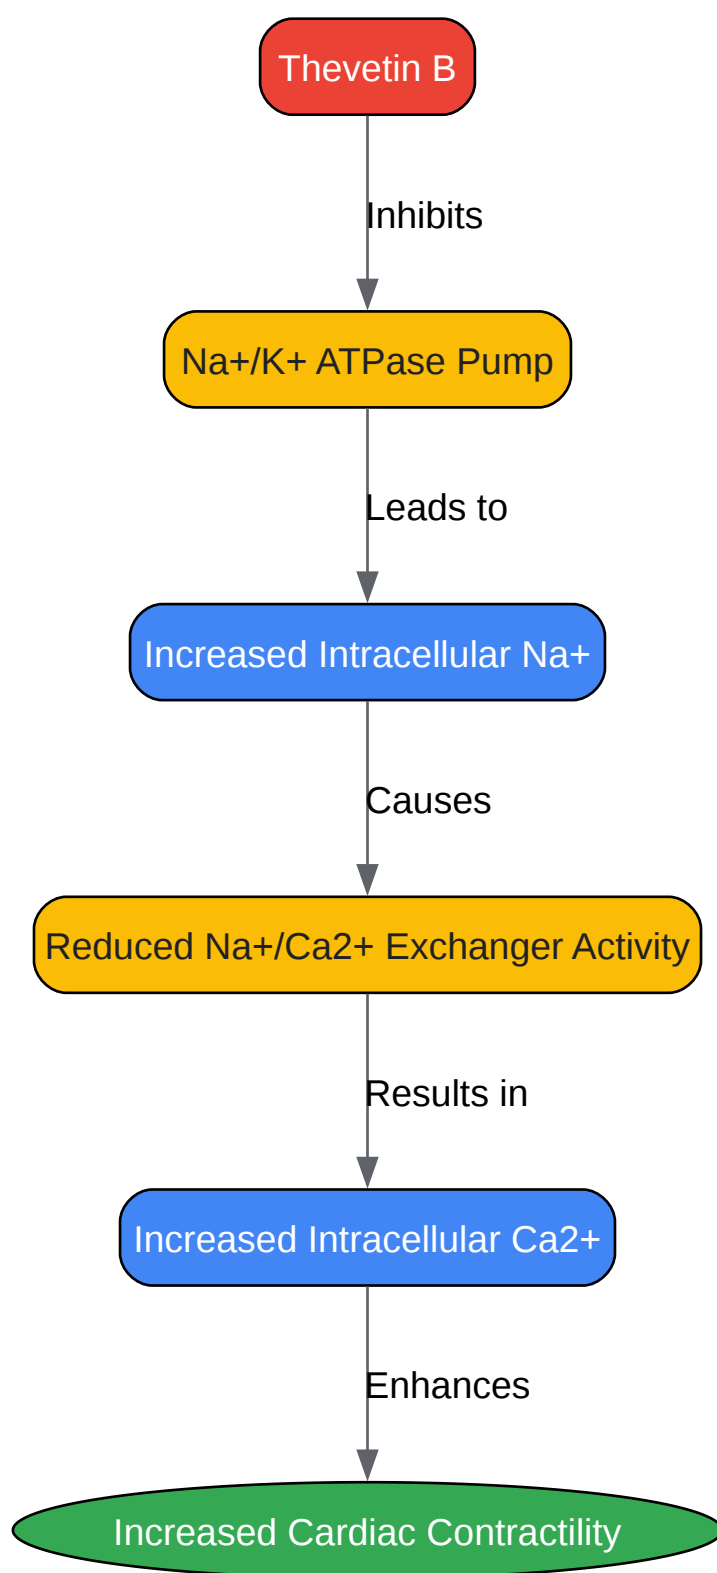 Thevetin B
Inhibits
Na+/K+ ATPase Pump
Leads to
Increased Intracellular Na+
Causes
Reduced Na+/Ca2+ Exchanger Activity
Results in
Increased Intracellular Ca2+
Enhances
Increased Cardiac Contractility